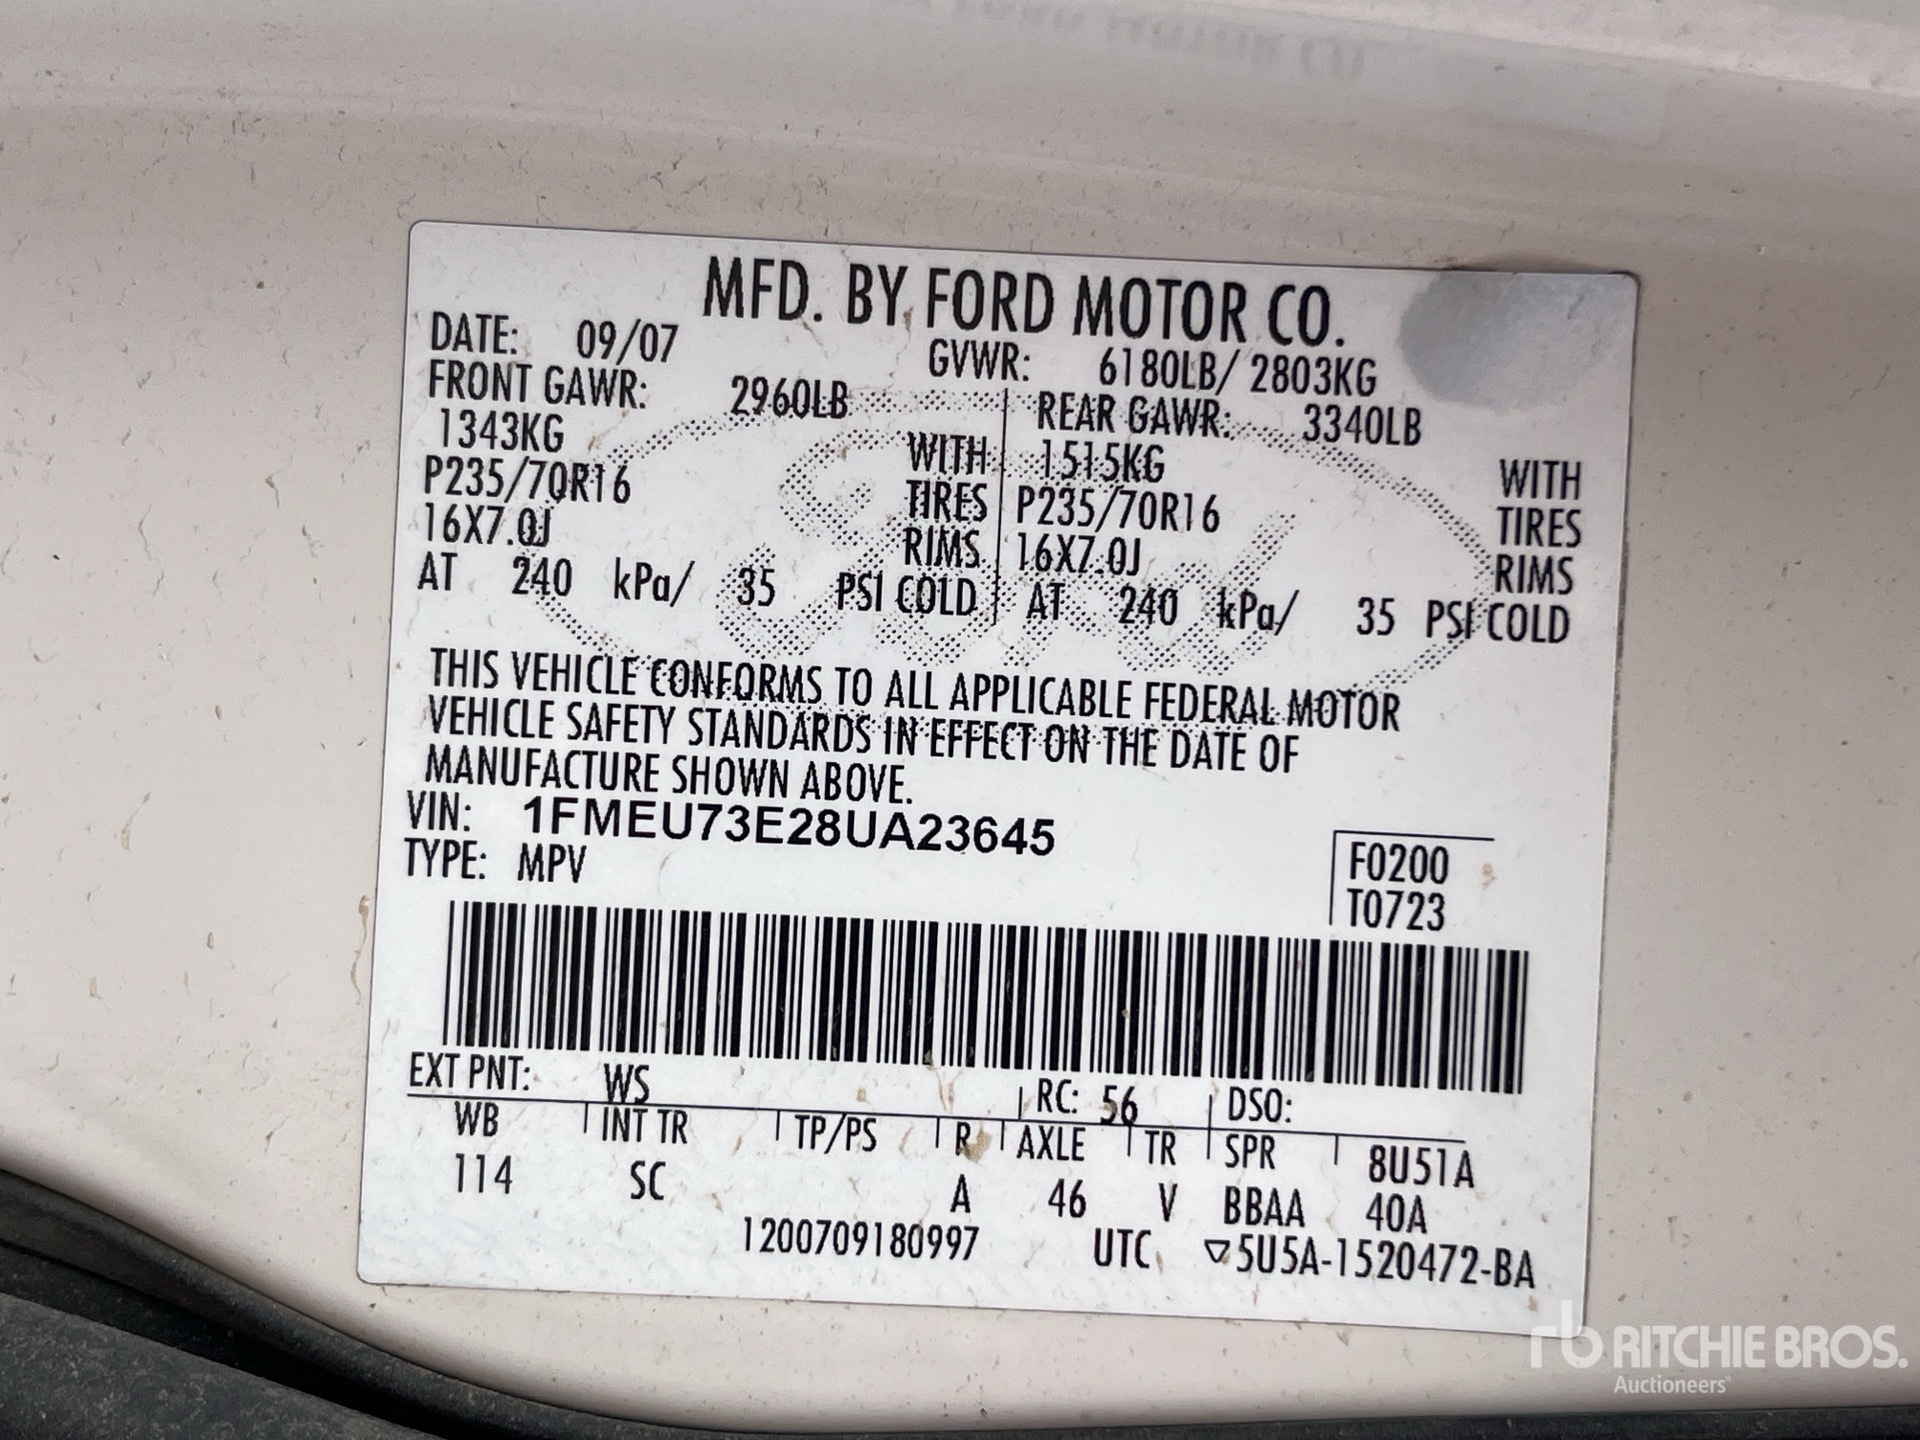 MFD. BY FORD MOTOR CO.
DATE: 09/07 GVWR: 6180LB/ 2803KG
FRONT GAWR: 2960LB REAR GAWR: 3340LB
1343KG WITH 1515KG WITH
P235/70R16 TIRES P235/70R16 TIRES
16X7.0J RIMS 16X7.0J RIMS
AT 240 kPa/ 35 PSI COLD AT 240 kPa/ 35 PSI COLD
Ford
THIS VEHICLE CONFORMS TO ALL APPLICABLE FEDERAL MOTOR
VEHICLE SAFETY STANDARDS IN EFFECT ON THE DATE OF
MANUFACTURE SHOWN ABOVE.
VIN: 1FMEU73E28UA23645
TYPE: MPV
F0200
T0723
EXT PNT: WS RC: 56 DSO:
WB INT TR TP/PS R AXLE TR SPR 8U51A
114 SC A 46 V BBAA 40A
1200709180997 UTC ▽5U5A-1520472-BA
rb RITCHIE BROS.
Auctioneers